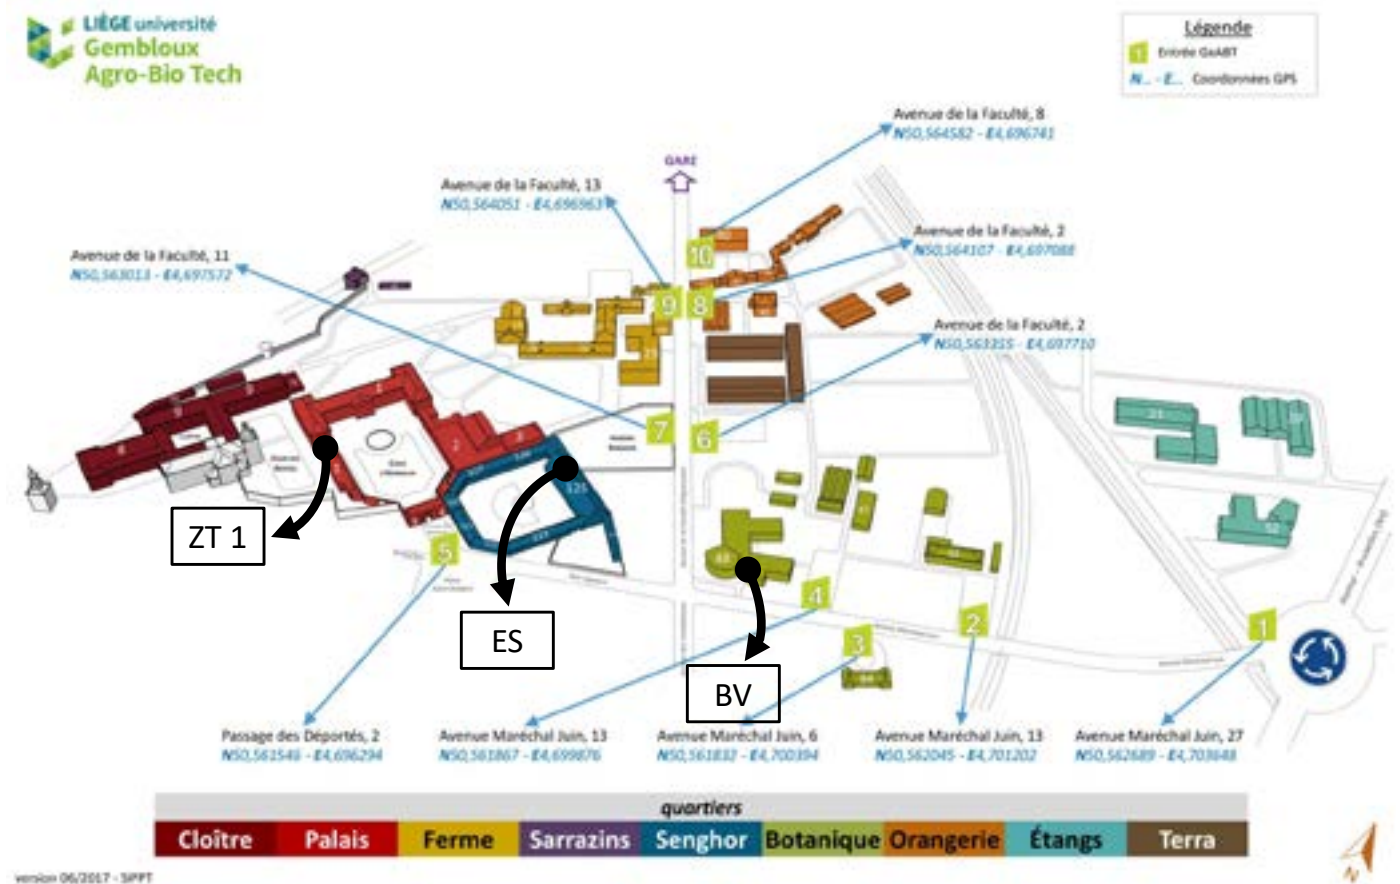 LIÈGE université
Gembloux
Agro-Bio Tech
Légende
1 Entrée GxABT
N... - E... Coordonnées GPS
Avenue de la Faculté, 8
N50,564582 - E4,696741
GARE
Avenue de la Faculté, 13
N50,564051 - E4,696963
Avenue de la Faculté, 2
N50,564107 - E4,697088
Avenue de la Faculté, 11
N50,563013 - E4,697572
10
9
8
Avenue de la Faculté, 2
N50,563355 - E4,697710
7
6
ZT 1
5
ES
BV
4
2
3
1
Passage des Déportés, 2
N50,561546 - E4,696294
Avenue Maréchal Juin, 13
N50,561867 - E4,699876
Avenue Maréchal Juin, 6
N50,561832 - E4,700394
Avenue Maréchal Juin, 13
N50,562045 - E4,701202
Avenue Maréchal Juin, 27
N50,562689 - E4,703648
quartiers
Cloître Palais Ferme Sarrazins Senghor Botanique Orangerie Étangs Terra
N
version 06/2017 - SIPPT